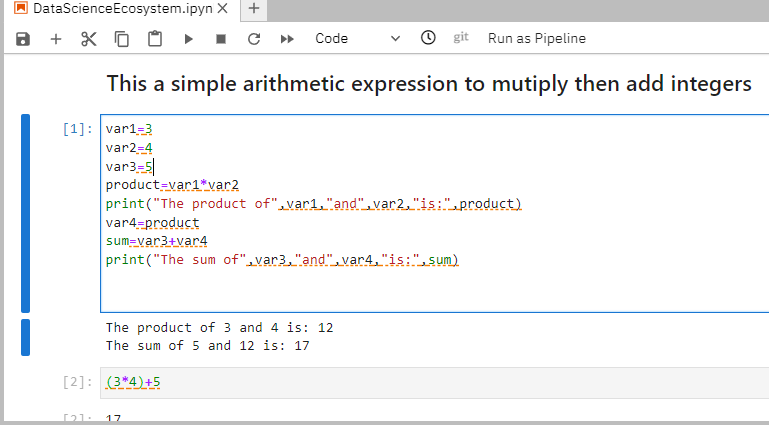 DataScienceEcosystem.ipyn
Code
git
Run as Pipeline
This a simple arithmetic expression to mutiply then add integers
[1]:
var1=3
var2=4
var3=5
product=var1*var2
print("The product of",var1,"and",var2,"is:",product)
var4=product
sum=var3+var4
print("The sum of",var3,"and",var4,"is:",sum)
The product of 3 and 4 is: 12
The sum of 5 and 12 is: 17
[2]: (3*4)+5
[2]: 17